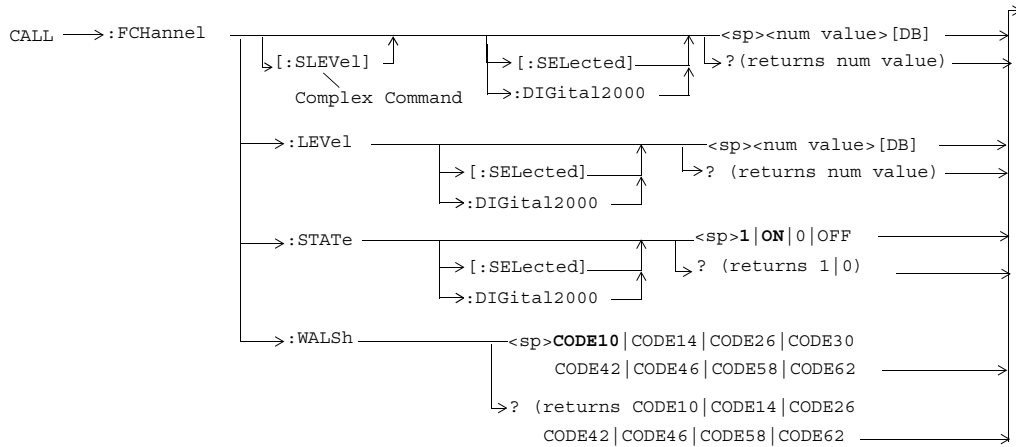 CALL :FCHannel <sp><num value>[DB]
[:SLEVel] [:SELected] ?(returns num value)
Complex Command :DIGital2000
:LEVel <sp><num value>[DB]
[:SELected] ? (returns num value)
:DIGital2000
:STATe <sp>1|ON|0|OFF
[:SELected] ? (returns 1|0)
:DIGital2000
:WALSh <sp>CODE10|CODE14|CODE26|CODE30
CODE42|CODE46|CODE58|CODE62
? (returns CODE10|CODE14|CODE26
CODE42|CODE46|CODE58|CODE62